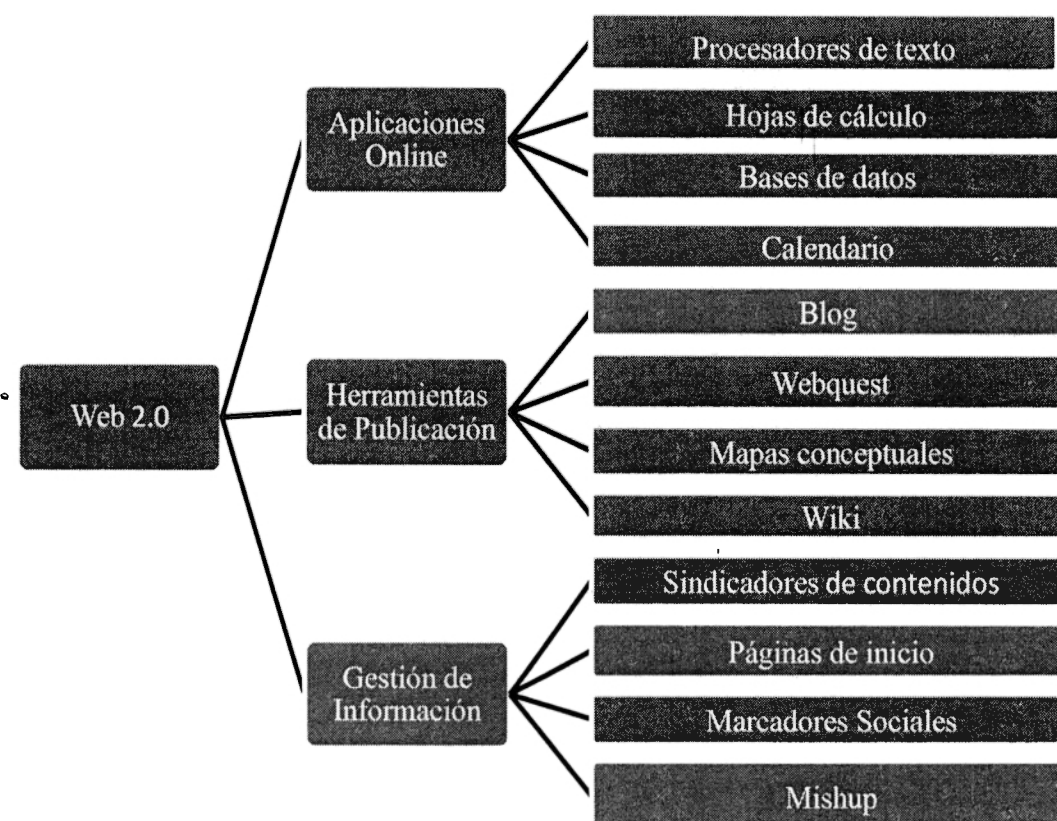 Web 2.0
Aplicaciones
Online
Procesadores de texto
Hojas de cálculo
Bases de datos
Calendario
Herramientas
de Publicación
Blog
Webquest
Mapas conceptuales
Wiki
Gestión de
Información
Sindicadores de contenidos
Páginas de inicio
Marcadores Sociales
Mishup